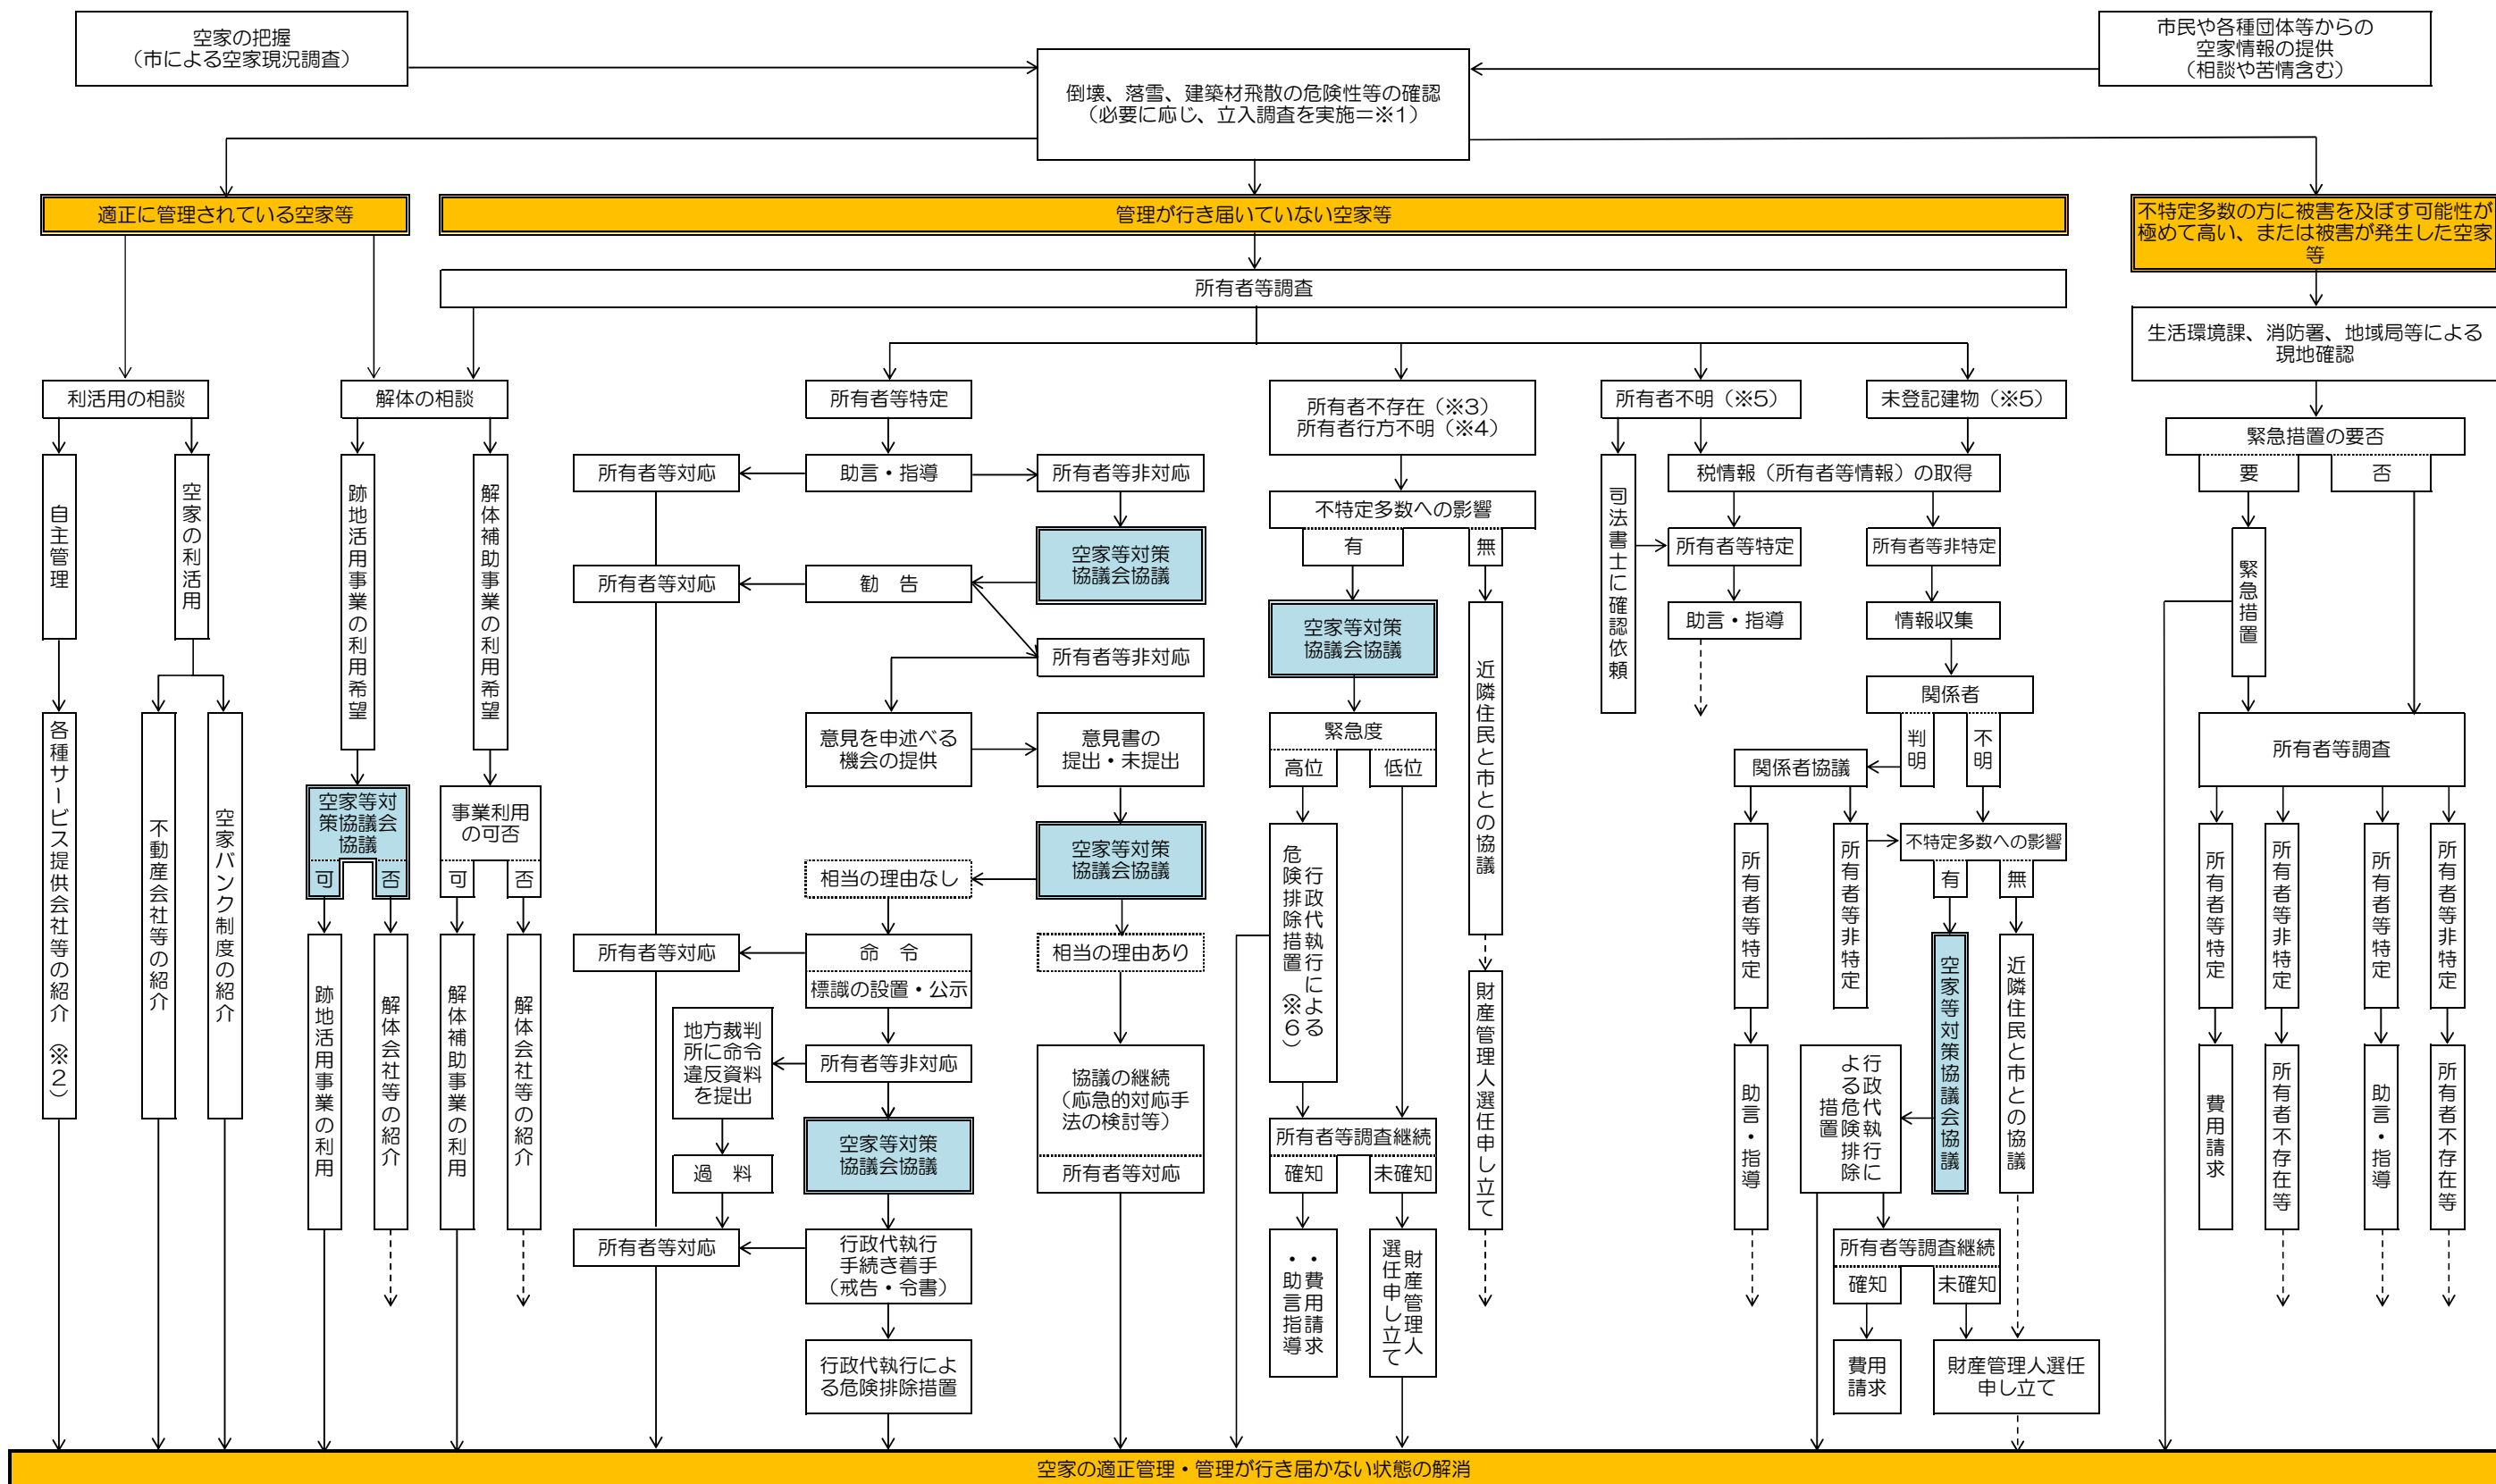 空家の把握
（市による空家現況調査）
市民や各種団体等からの
空家情報の提供
（相談や苦情含む）
倒壊、落雪、建築材飛散の危険性等の確認
（必要に応じ、立入調査を実施＝※1）
適正に管理されている空家等
管理が行き届いていない空家等
不特定多数の方に被害を及ぼす可能性が
極めて高い、または被害が発生した空家
等
所有者等調査
生活環境課、消防署、地域局等による
現地確認
利活用の相談
解体の相談
所有者等特定
所有者不存在（※3）
所有者行方不明（※4）
所有者不明（※5）
未登記建物（※5）
緊急措置の要否
要
否
自主管理
空家の利活用
跡地活用事業の利用希望
解体補助事業の利用希望
所有者等対応
助言・指導
所有者等非対応
不特定多数への影響
有
無
司法書士に確認依頼
税情報（所有者等情報）の取得
所有者等特定
所有者等非特定
緊急措置
空家等対策
協議会協議
所有者等対応
勧　告
空家等対策
協議会協議
近隣住民と市との協議
助言・指導
情報収集
所有者等非対応
関係者
判明
不明
各種サービス提供会社等の紹介（※2）
不動産会社等の紹介
空家バンク制度の紹介
意見を申述べる
機会の提供
意見書の
提出・未提出
緊急度
高位
低位
関係者協議
所有者等調査
空家等対
策協議会
協議
可
否
事業利用
の可否
可
否
空家等対策
協議会協議
相当の理由なし
行政代執行による
危険排除措置（※6）
所有者等特定
所有者等非特定
不特定多数への影響
有
無
所有者等特定
所有者等非特定
所有者等特定
所有者等非特定
跡地活用事業の利用
解体会社等の紹介
解体補助事業の利用
解体会社等の紹介
所有者等対応
命　令
標識の設置・公示
相当の理由あり
財産管理人選任申し立て
空家等対策協議会協議
近隣住民と市との協議
地方裁判
所に命令
違反資料
を提出
所有者等非対応
協議の継続
（応急的対応手
法の検討等）
所有者等対応
助言・指導
行政代執行に
よる危険排除
措置
費用請求
所有者不存在等
助言・指導
所有者不存在等
空家等対策
協議会協議
過　料
所有者等調査継続
確知
未確知
所有者等対応
行政代執行
手続き着手
（戒告・令書）
・費用請求
・助言指導
財産管理人
選任申し立て
所有者等調査継続
確知
未確知
行政代執行によ
る危険排除措置
費用
請求
財産管理人選任
申し立て
空家の適正管理・管理が行き届かない状態の解消